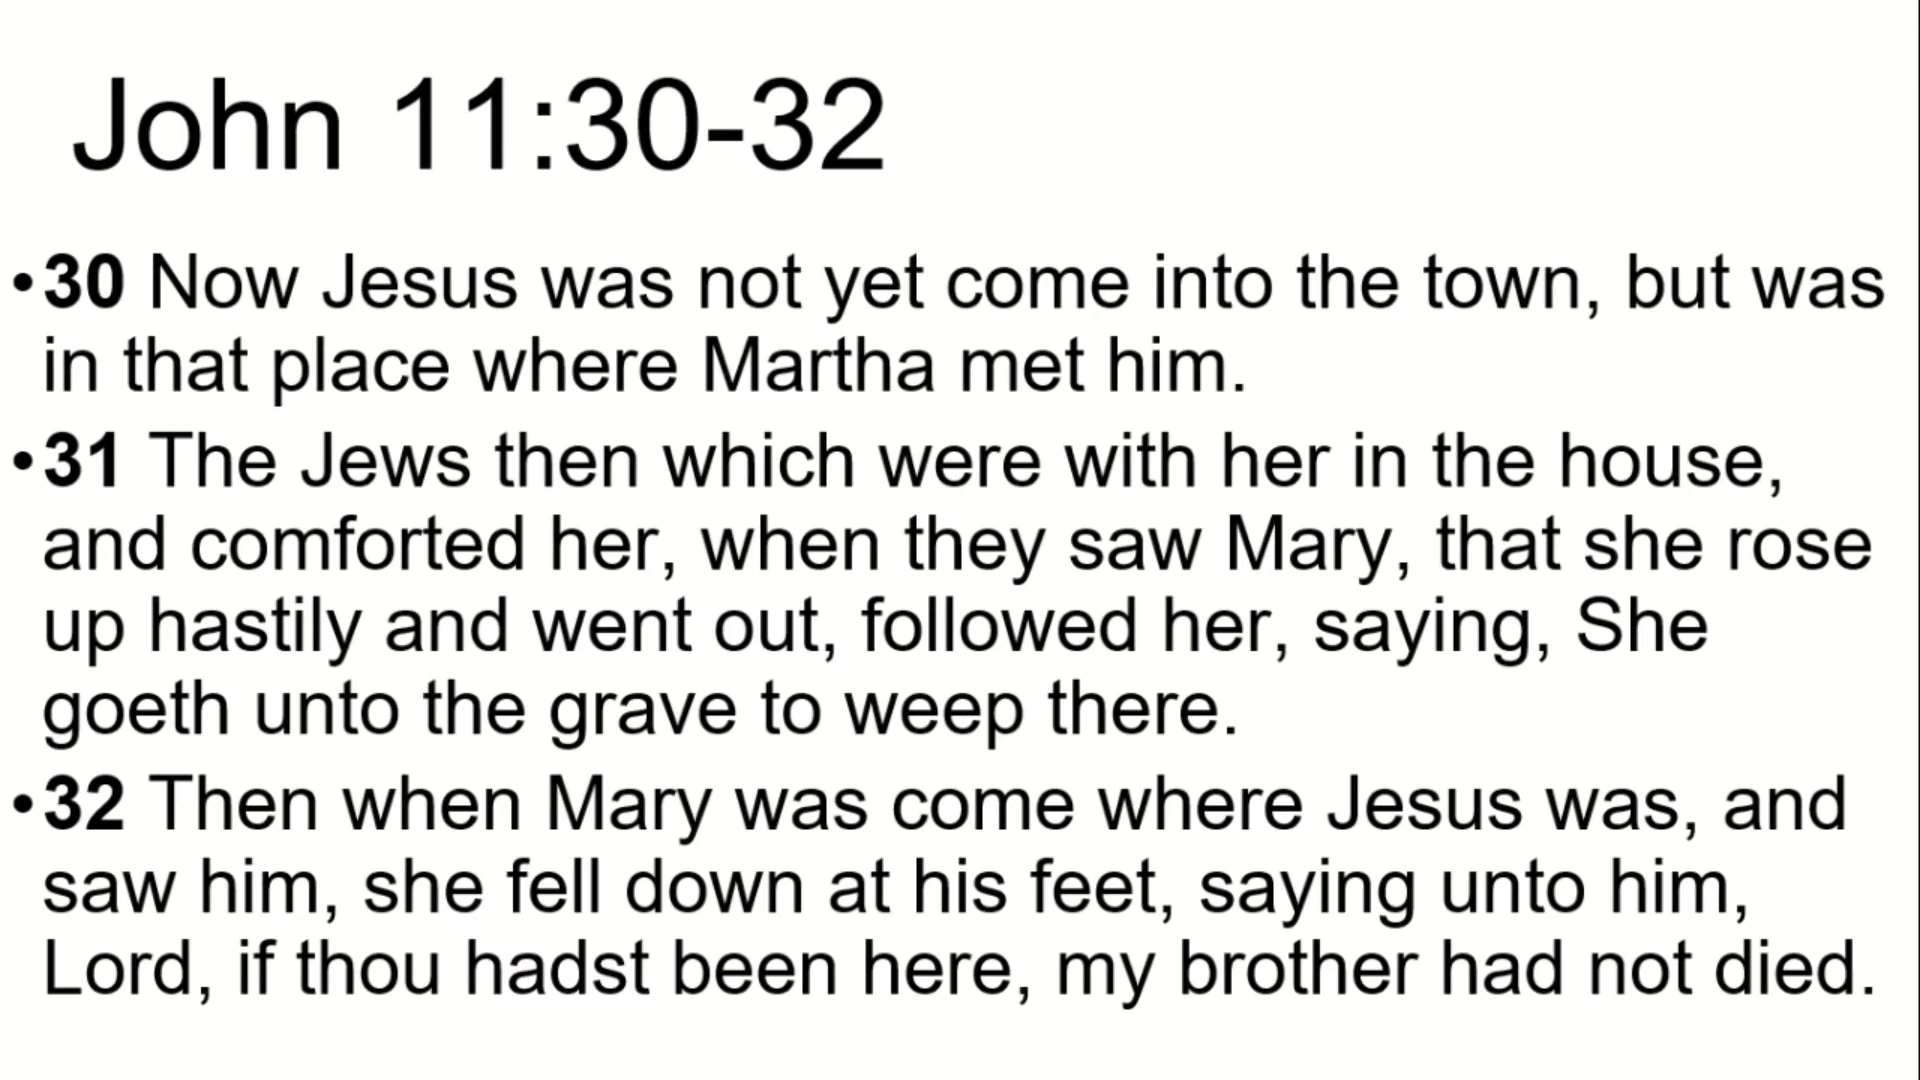 John 11:30-32
•30 Now Jesus was not yet come into the town, but was
in that place where Martha met him.
•31 The Jews then which were with her in the house,
and comforted her, when they saw Mary, that she rose
up hastily and went out, followed her, saying, She
goeth unto the grave to weep there.
•32 Then when Mary was come where Jesus was, and
saw him, she fell down at his feet, saying unto him,
Lord, if thou hadst been here, my brother had not died.